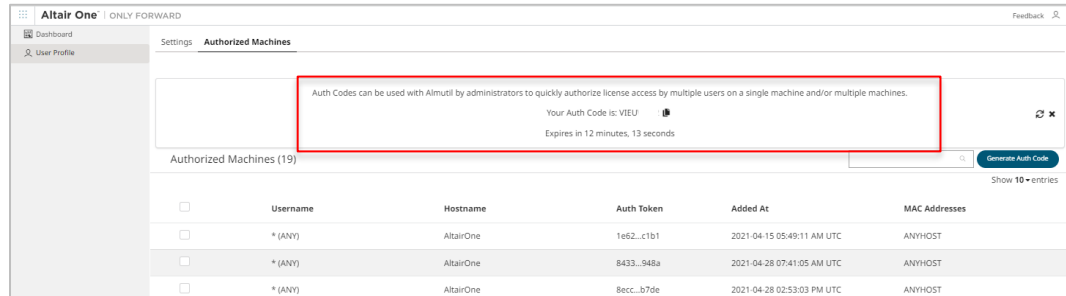 Altair One™ | ONLY FORWARD
Feedback
Dashboard
User Profile
Settings Authorized Machines
Auth Codes can be used with Almutil by administrators to quickly authorize license access by multiple users on a single machine and/or multiple machines.
Your Auth Code is: VIEU
Expires in 12 minutes, 13 seconds
Authorized Machines (19)
Generate Auth Code
Show 10 entries
Username Hostname Auth Token Added At MAC Addresses
* (ANY) AltairOne 1e62...c1b1 2021-04-15 05:49:11 AM UTC ANYHOST
* (ANY) AltairOne 8433...948a 2021-04-28 07:41:05 AM UTC ANYHOST
* (ANY) AltairOne 8ecc...b7de 2021-04-28 02:53:03 PM UTC ANYHOST